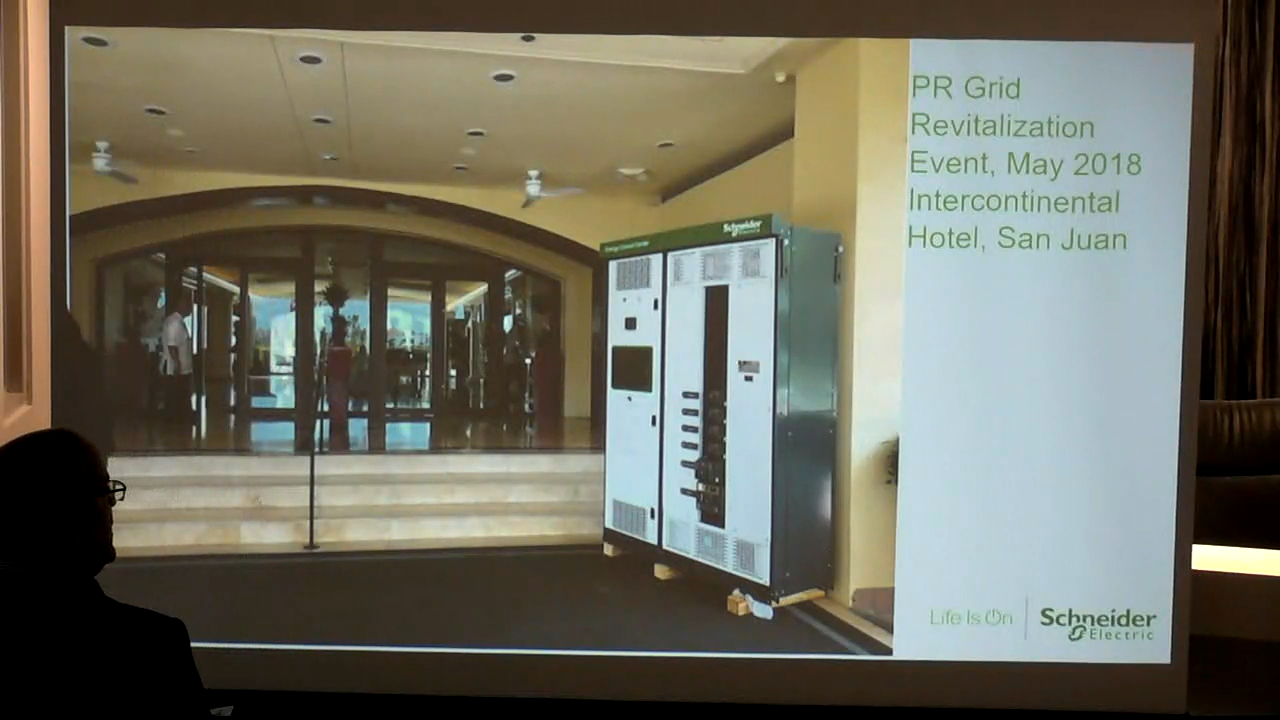 PR Grid
Revitalization
Event, May 2018
Intercontinental
Hotel, San Juan
Schneider
Life Is On
Schneider
Electric